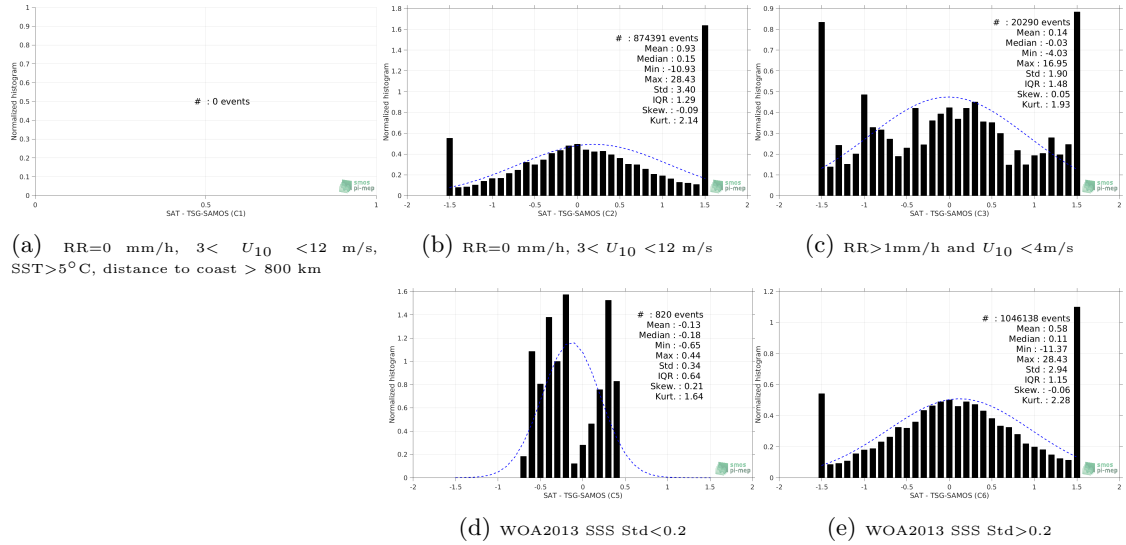 1
0.9
0.8
0.7
0.6
0.5
0.4
0.3
0.2
0.1
0
Normalized histogram
# : 0 events
smos
pi-mep
0
0.5
1
SAT - TSG-SAMOS (C1)
(a) RR=0 mm/h, 3< U10 <12 m/s,
SST>5°C, distance to coast > 800 km
1.8
1.6
1.4
1.2
1
0.8
0.6
0.4
0.2
0
Normalized histogram
# : 874391 events
Mean : 0.93
Median : 0.15
Min : -10.93
Max : 28.43
Std : 3.40
IQR : 1.29
Skew. : -0.09
Kurt. : 2.14
smos
pi-mep
-2
-1.5
-1
-0.5
0
0.5
1
1.5
2
SAT - TSG-SAMOS (C2)
(b) RR=0 mm/h, 3< U10 <12 m/s
0.9
0.8
0.7
0.6
0.5
0.4
0.3
0.2
0.1
0
Normalized histogram
# : 20290 events
Mean : 0.14
Median : -0.03
Min : -4.03
Max : 16.95
Std : 1.90
IQR : 1.48
Skew. : 0.05
Kurt. : 1.93
smos
pi-mep
-2
-1.5
-1
-0.5
0
0.5
1
1.5
2
SAT - TSG-SAMOS (C3)
(c) RR>1mm/h and U10 <4m/s
1.6
1.4
1.2
1
0.8
0.6
0.4
0.2
0
Normalized histogram
# : 820 events
Mean : -0.13
Median : -0.18
Min : -0.65
Max : 0.44
Std : 0.34
IQR : 0.64
Skew. : 0.21
Kurt. : 1.64
smos
pi-mep
-2
-1.5
-1
-0.5
0
0.5
1
1.5
2
SAT - TSG-SAMOS (C5)
(d) WOA2013 SSS Std<0.2
1.2
1
0.8
0.6
0.4
0.2
0
Normalized histogram
# : 1046138 events
Mean : 0.58
Median : 0.11
Min : -11.37
Max : 28.43
Std : 2.94
IQR : 1.15
Skew. : -0.06
Kurt. : 2.28
smos
pi-mep
-2
-1.5
-1
-0.5
0
0.5
1
1.5
2
SAT - TSG-SAMOS (C6)
(e) WOA2013 SSS Std>0.2